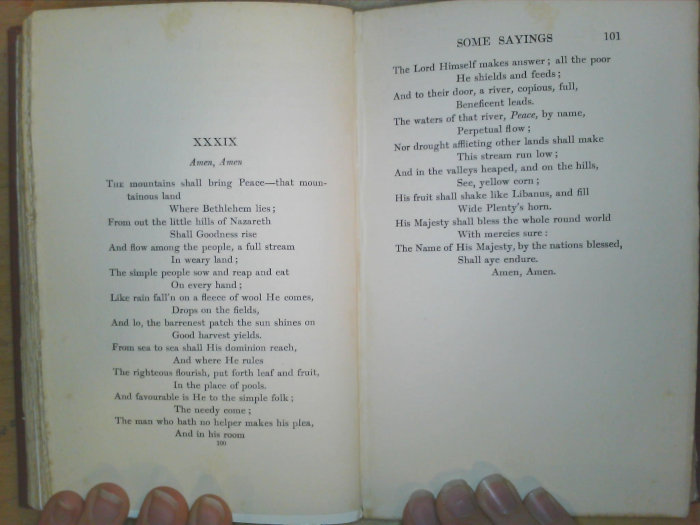 XXXIX
Amen, Amen
THE mountains shall bring Peace—that moun-
tainous land
Where Bethlehem lies;
From out the little hills of Nazareth
Shall Goodness rise
And flow among the people, a full stream
In weary land;
The simple people sow and reap and eat
On every hand;
Like rain fall'n on a fleece of wool He comes,
Drops on the fields,
And lo, the barrenest patch the sun shines on
Good harvest yields.
From sea to sea shall His dominion reach,
And where He rules
The righteous flourish, put forth leaf and fruit,
In the place of pools.
And favourable is He to the simple folk;
The needy come;
The man who hath no helper makes his plea,
And in his room
100
SOME SAYINGS 101
The Lord Himself makes answer; all the poor
He shields and feeds;
And to their door, a river, copious, full,
Beneficent leads.
The waters of that river, Peace, by name,
Perpetual flow;
Nor drought afflicting other lands shall make
This stream run low;
And in the valleys heaped, and on the hills,
See, yellow corn;
His fruit shall shake like Libanus, and fill
Wide Plenty's horn.
His Majesty shall bless the whole round world
With mercies sure:
The Name of His Majesty, by the nations blessed,
Shall aye endure.
Amen, Amen.